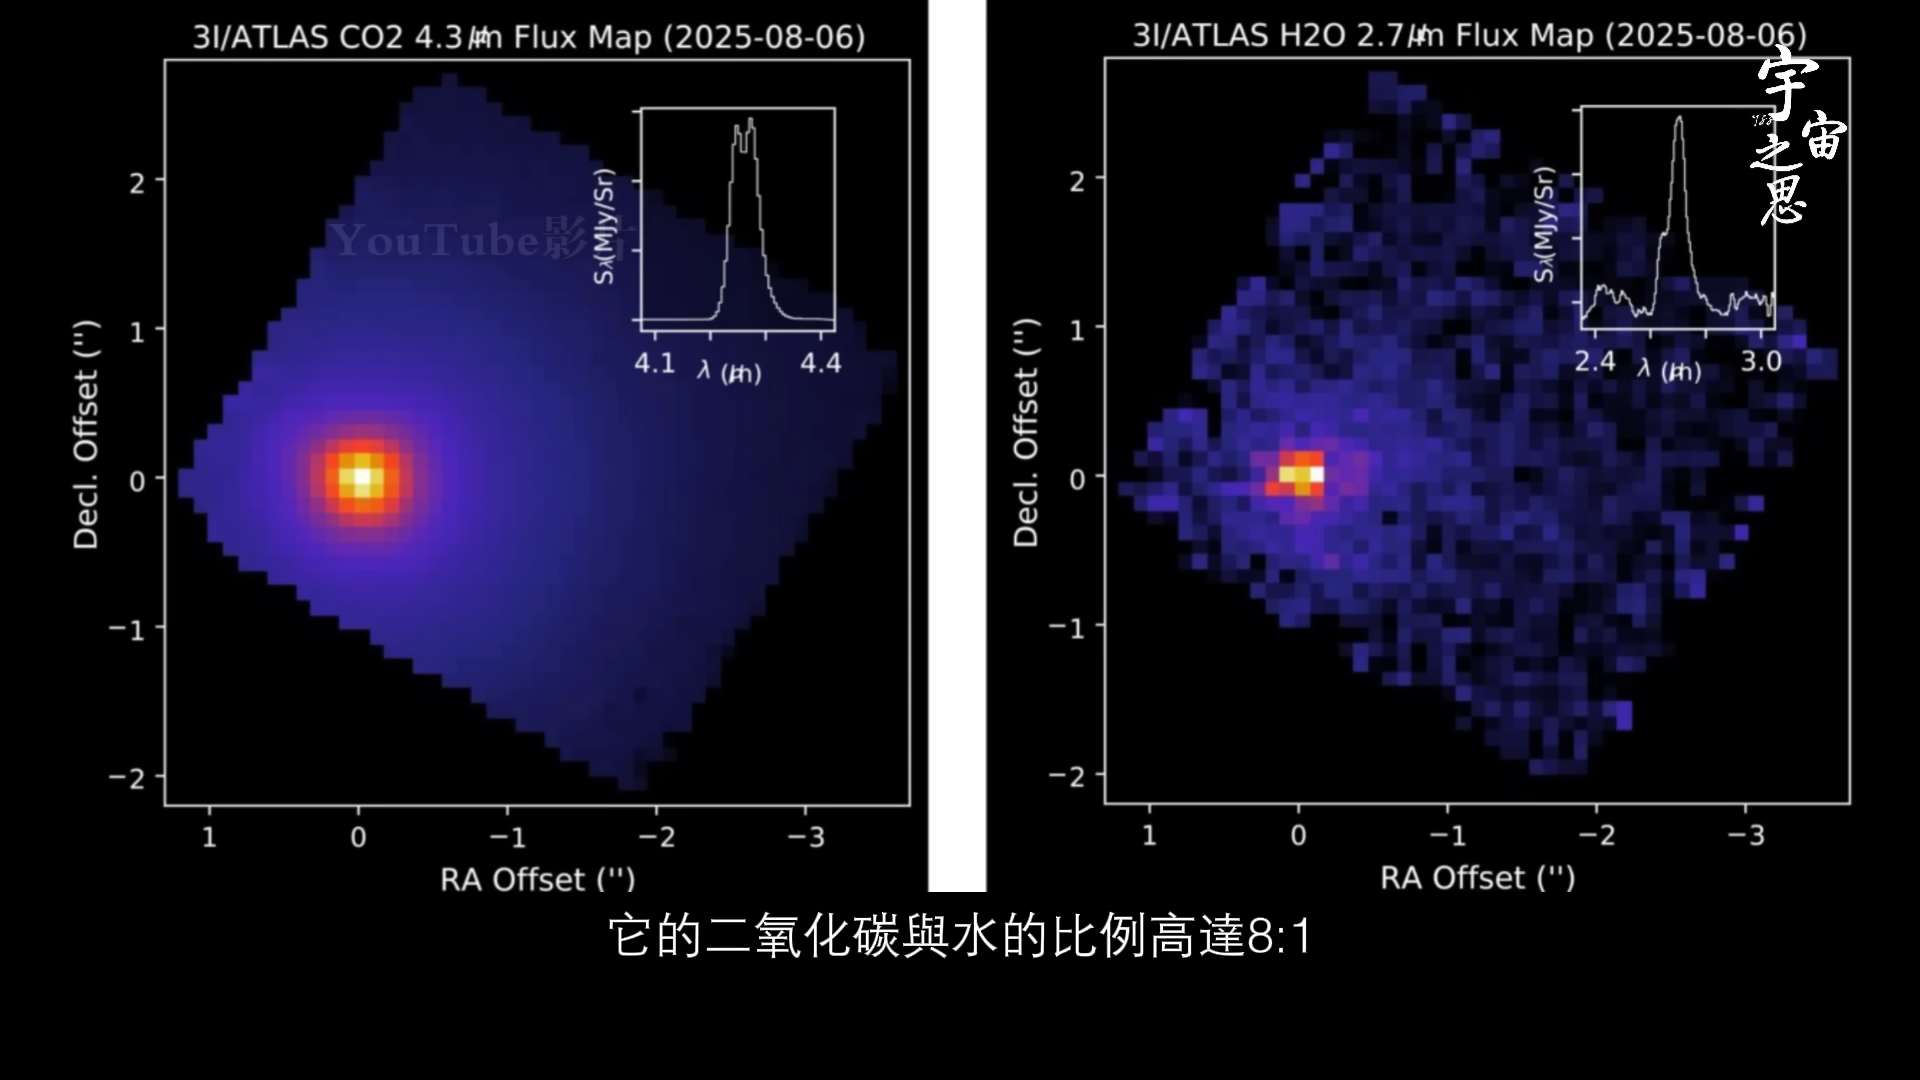 3I/ATLAS CO2 4.3 μm Flux Map (2025-08-06)
YouTube影片
Sλ(MJy/Sr)
4.1 λ (μm) 4.4
Decl. Offset ('')
2
1
0
−1
−2
1 0 −1 −2 −3
RA Offset ('')
3I/ATLAS H2O 2.7μm Flux Map (2025-08-06)
宇宙之思
Sλ(MJy/Sr)
2.4 λ (μm) 3.0
Decl. Offset ('')
2
1
0
−1
−2
1 0 −1 −2 −3
RA Offset ('')
它的二氧化碳與水的比例高達8:1